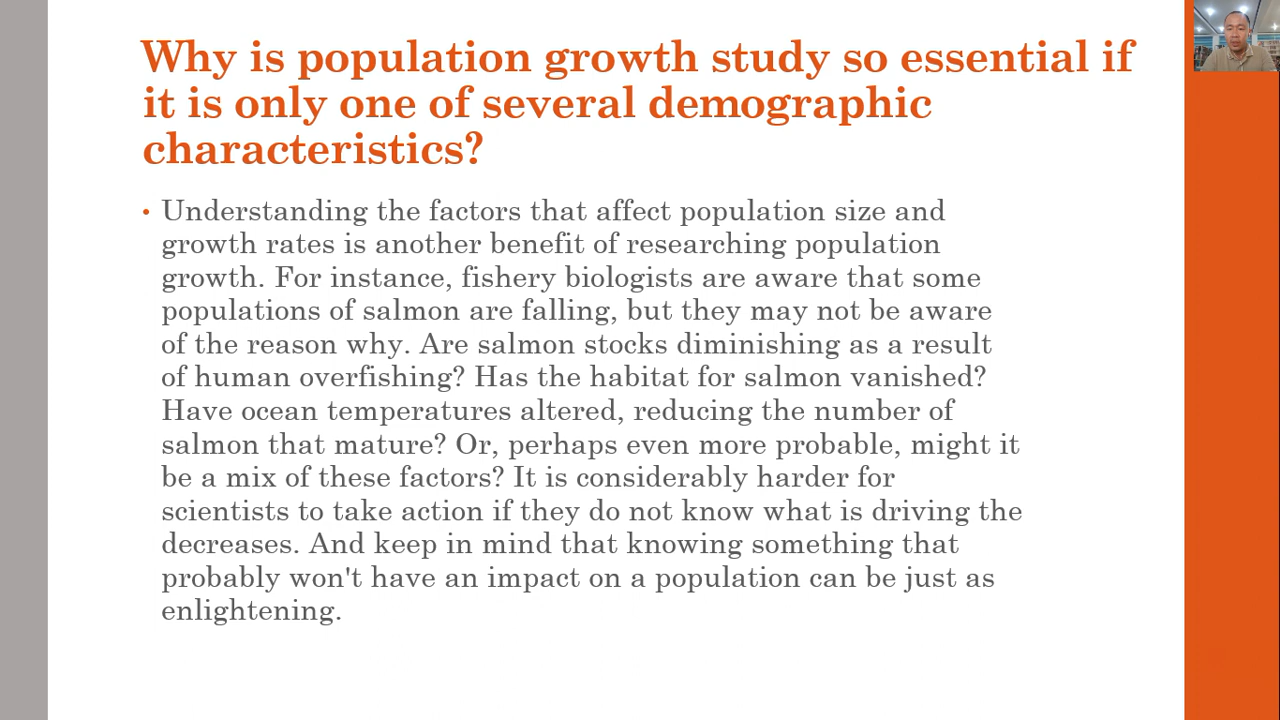 Why is population growth study so essential if
it is only one of several demographic
characteristics?
• Understanding the factors that affect population size and
growth rates is another benefit of researching population
growth. For instance, fishery biologists are aware that some
populations of salmon are falling, but they may not be aware
of the reason why. Are salmon stocks diminishing as a result
of human overfishing? Has the habitat for salmon vanished?
Have ocean temperatures altered, reducing the number of
salmon that mature? Or, perhaps even more probable, might it
be a mix of these factors? It is considerably harder for
scientists to take action if they do not know what is driving the
decreases. And keep in mind that knowing something that
probably won't have an impact on a population can be just as
enlightening.